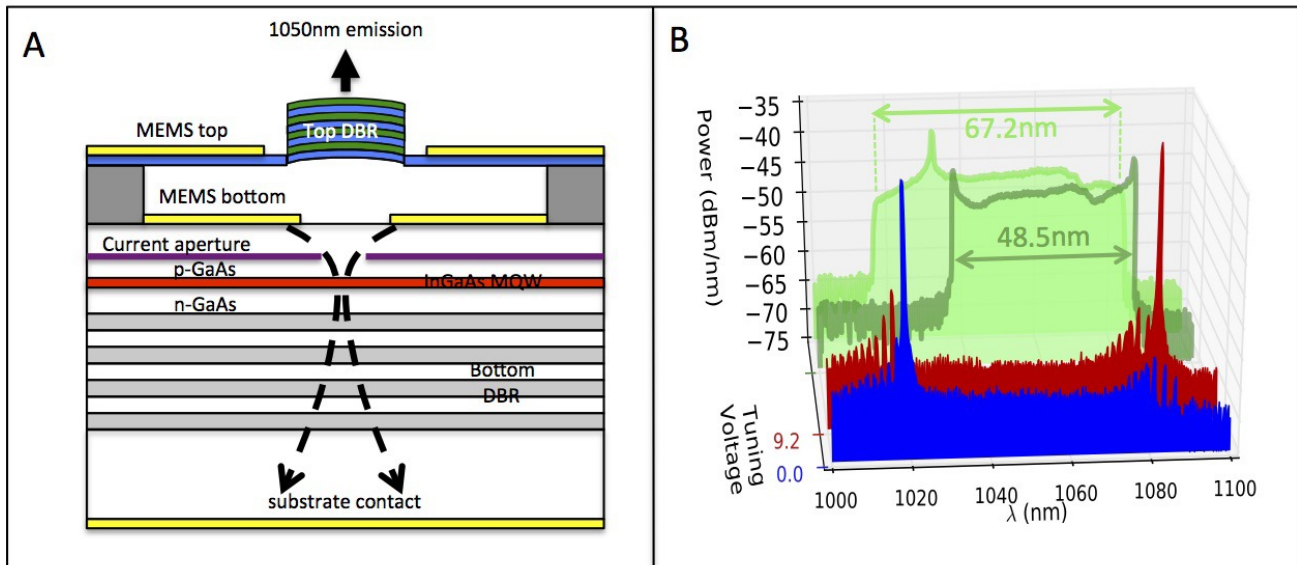 A
1050nm emission
Top DBR
MEMS top
MEMS bottom
Current aperture
p-GaAs
InGaAs MQW
n-GaAs
Bottom
DBR
substrate contact
B
Power (dBm/nm)
−35
−40
−45
−50
−55
−60
−65
−70
−75
67.2nm
48.5nm
Tuning
Voltage
9.2
0.0
1000
1020
1040
1060
1080
1100
λ (nm)